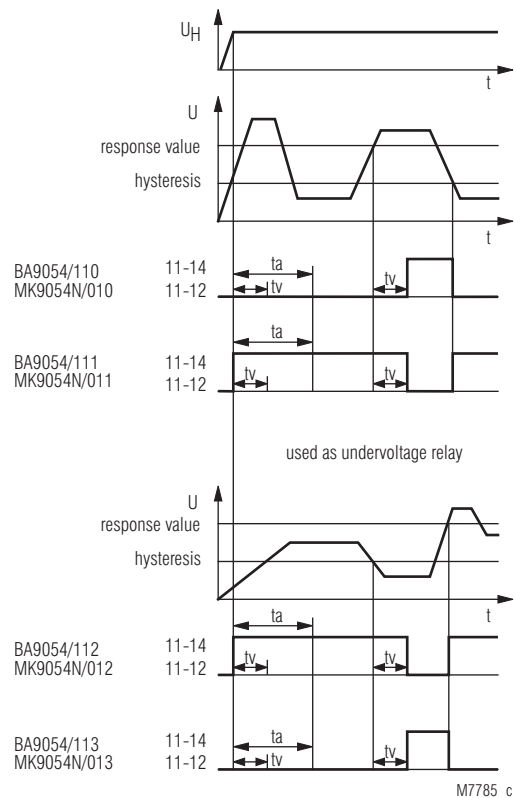 UH
t
U
response value
hysteresis
t
BA9054/110 11-14 ta
MK9054N/010 11-12 tv tv
ta
BA9054/111 11-14
MK9054N/011 11-12 tv tv
used as undervoltage relay
U
response value
hysteresis
t
BA9054/112 11-14 ta
MK9054N/012 11-12 tv tv
BA9054/113 11-14 ta
MK9054N/013 11-12 tv tv
M7785 c